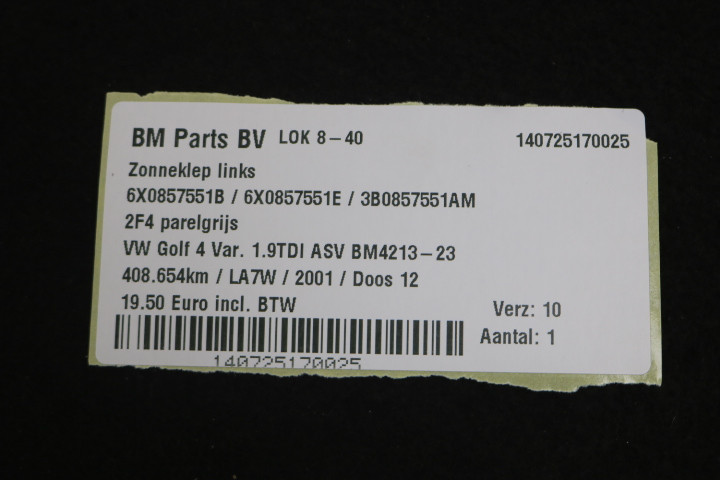 BM Parts BV LOK 8-40 140725170025
Zonneklep links
6X0857551B / 6X0857551E / 3B0857551AM
2F4 parelgrijs
VW Golf 4 Var. 1.9TDI ASV BM4213-23
408.654km / LA7W / 2001 / Doos 12
19.50 Euro incl. BTW Verz: 10
Aantal: 1
140725170025